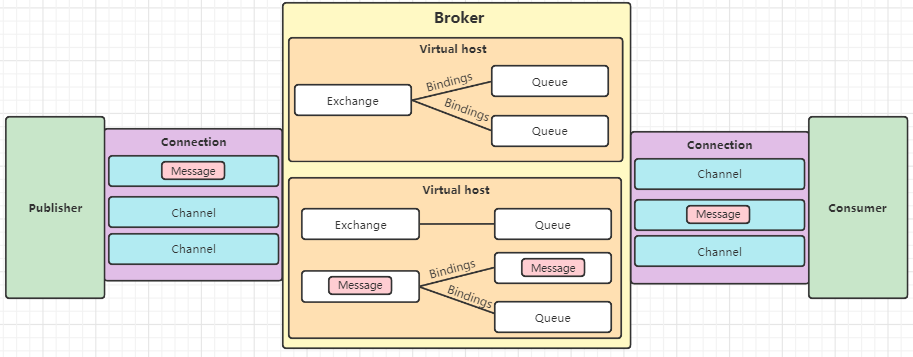 Broker
Virtual host
Exchange
Bindings
Bindings
Queue
Queue
Publisher
Connection
Message
Channel
Channel
Virtual host
Exchange
Queue
Message
Bindings
Bindings
Message
Queue
Connection
Channel
Message
Channel
Consumer